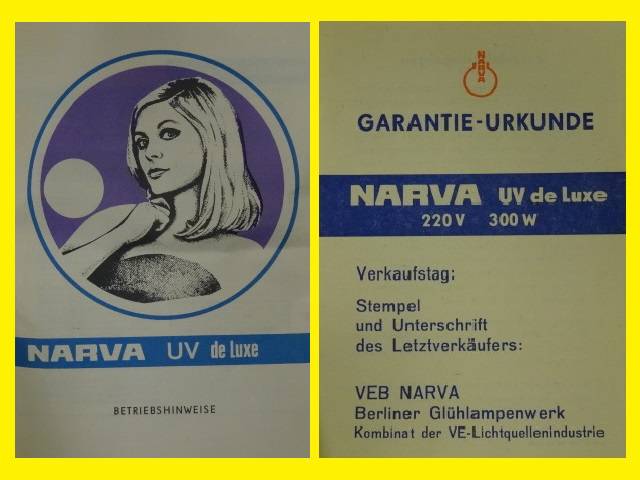 NARVA UV de Luxe
BETRIEBSHINWEISE
NARVA
GARANTIE-URKUNDE
NARVA UV de Luxe
220 V 300 W
Verkaufstag:
Stempel
und Unterschrift
des Letztverkäufers:
VEB NARVA
Berliner Glühlampenwerk
Kombinat der VE-Lichtquellenindustrie